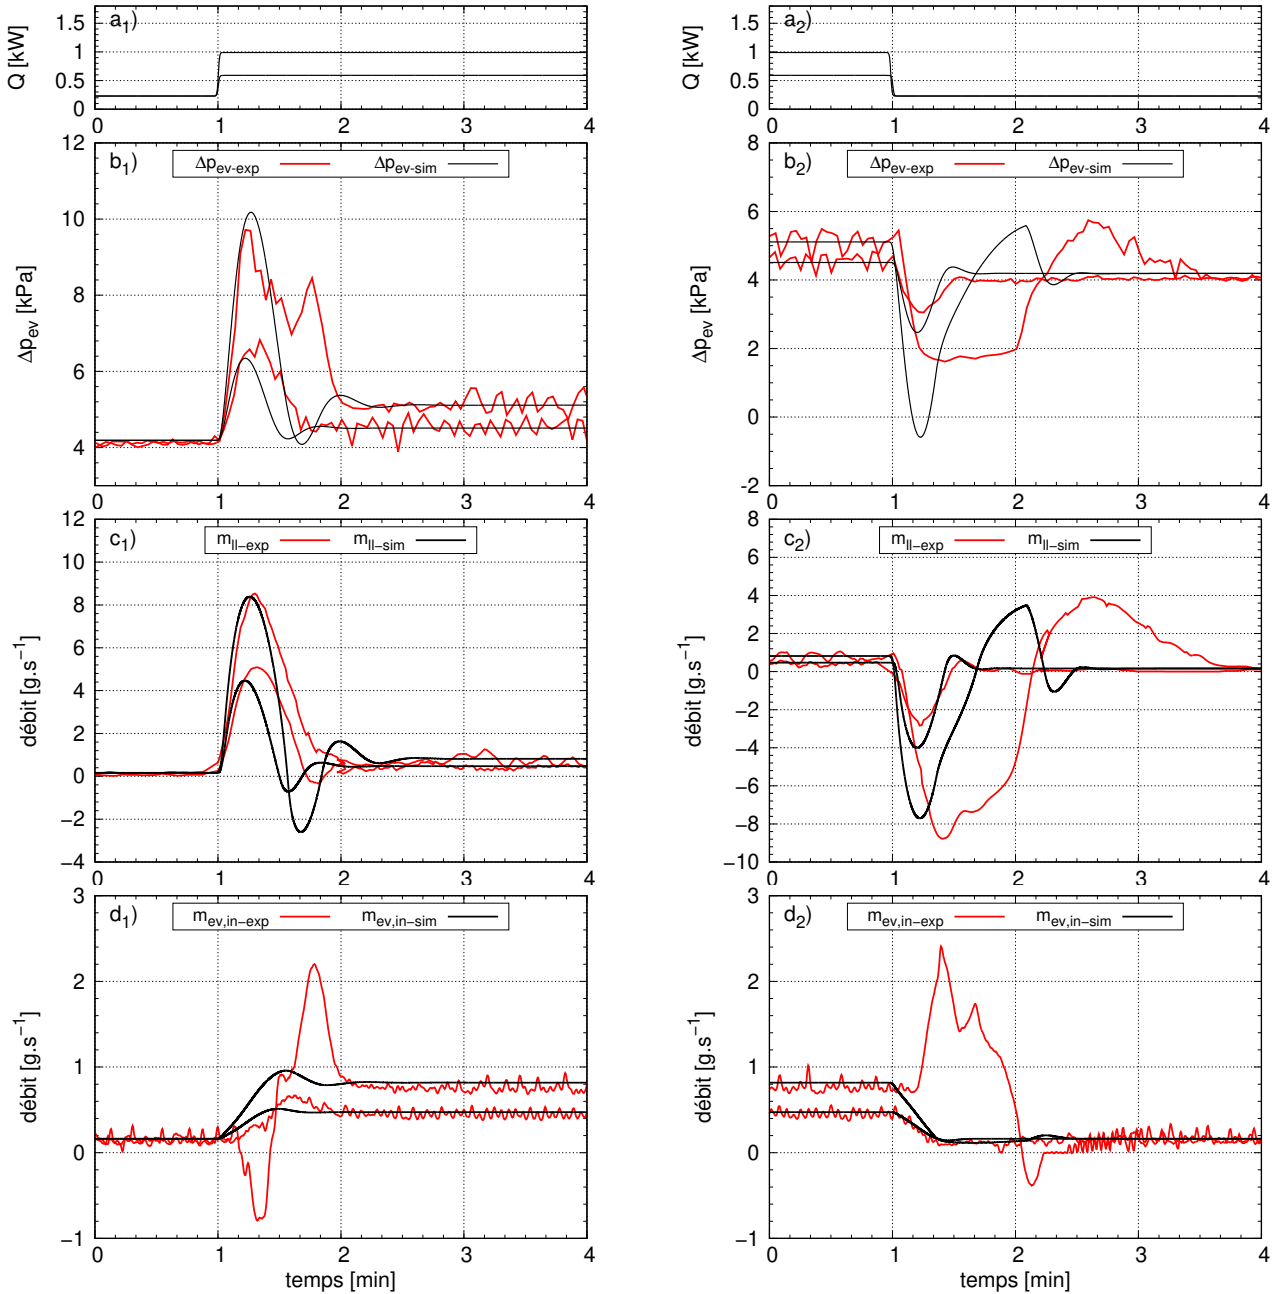 a1)
Q [kW]
1.5
1
0.5
0
0 1 2 3 4
a2)
Q [kW]
1.5
1
0.5
0
0 1 2 3 4
b1) Δpev-exp Δpev-sim
Δpev [kPa]
12
10
8
6
4
0 1 2 3 4
b2) Δpev-exp Δpev-sim
Δpev [kPa]
8
6
4
2
0
-2
0 1 2 3 4
c1) mll−exp mll−sim
débit [g.s−1]
12
10
8
6
4
2
0
−2
−4
0 1 2 3 4
c2) mll−exp mll−sim
débit [g.s−1]
8
6
4
2
0
−2
−4
−6
−8
−10
0 1 2 3 4
d1) mev,in−exp mev,in−sim
débit [g.s−1]
3
2
1
0
−1
0 1 2 3 4
temps [min]
d2) mev,in−exp mev,in−sim
débit [g.s−1]
3
2
1
0
−1
0 1 2 3 4
temps [min]